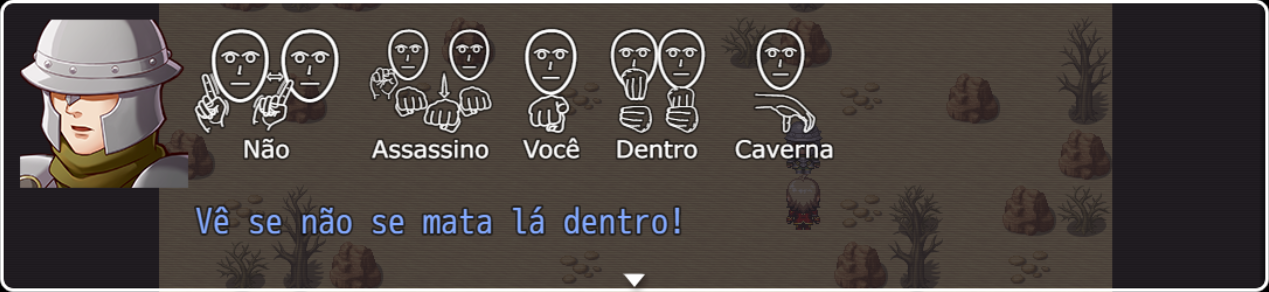 Não Assassino Você Dentro Caverna
Vê se não se mata lá dentro!